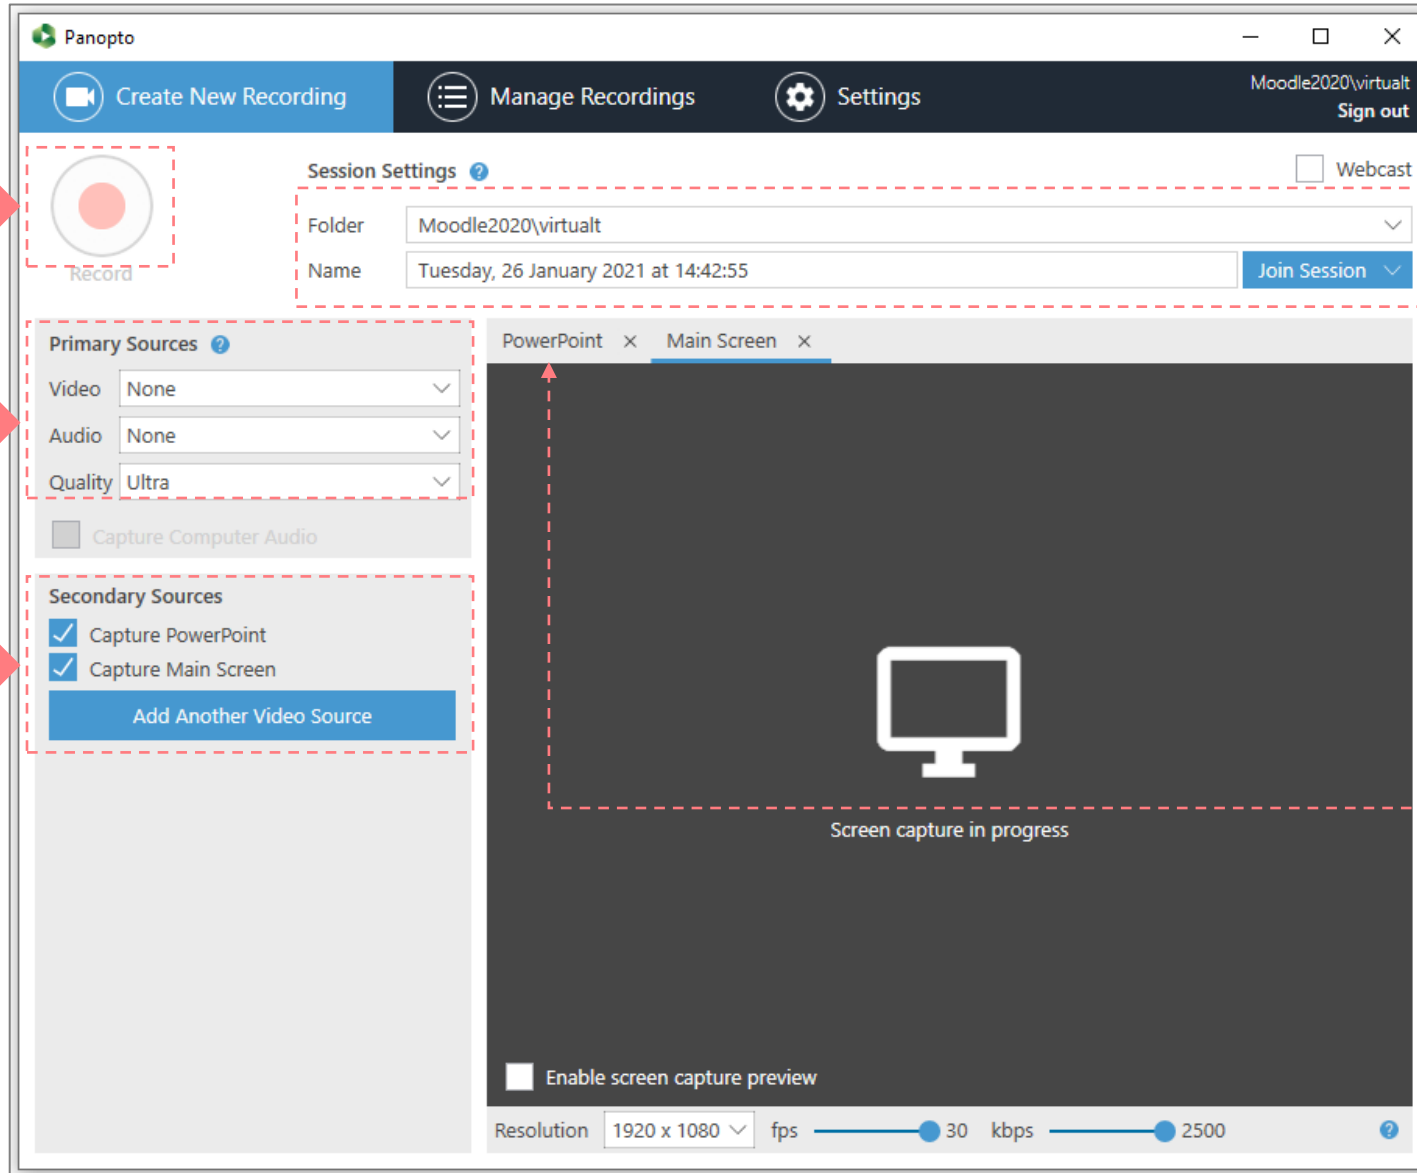 Panopto
Create New Recording
Manage Recordings
Settings
Moodle2020\virtualt
Sign out
Record
Session Settings
Webcast
Folder Moodle2020\virtualt
Name Tuesday, 26 January 2021 at 14:42:55 Join Session
Primary Sources
Video None
Audio None
Quality Ultra
Capture Computer Audio
Secondary Sources
Capture PowerPoint
Capture Main Screen
Add Another Video Source
PowerPoint Main Screen
Screen capture in progress
Enable screen capture preview
Resolution 1920 x 1080 fps 30 kbps 2500